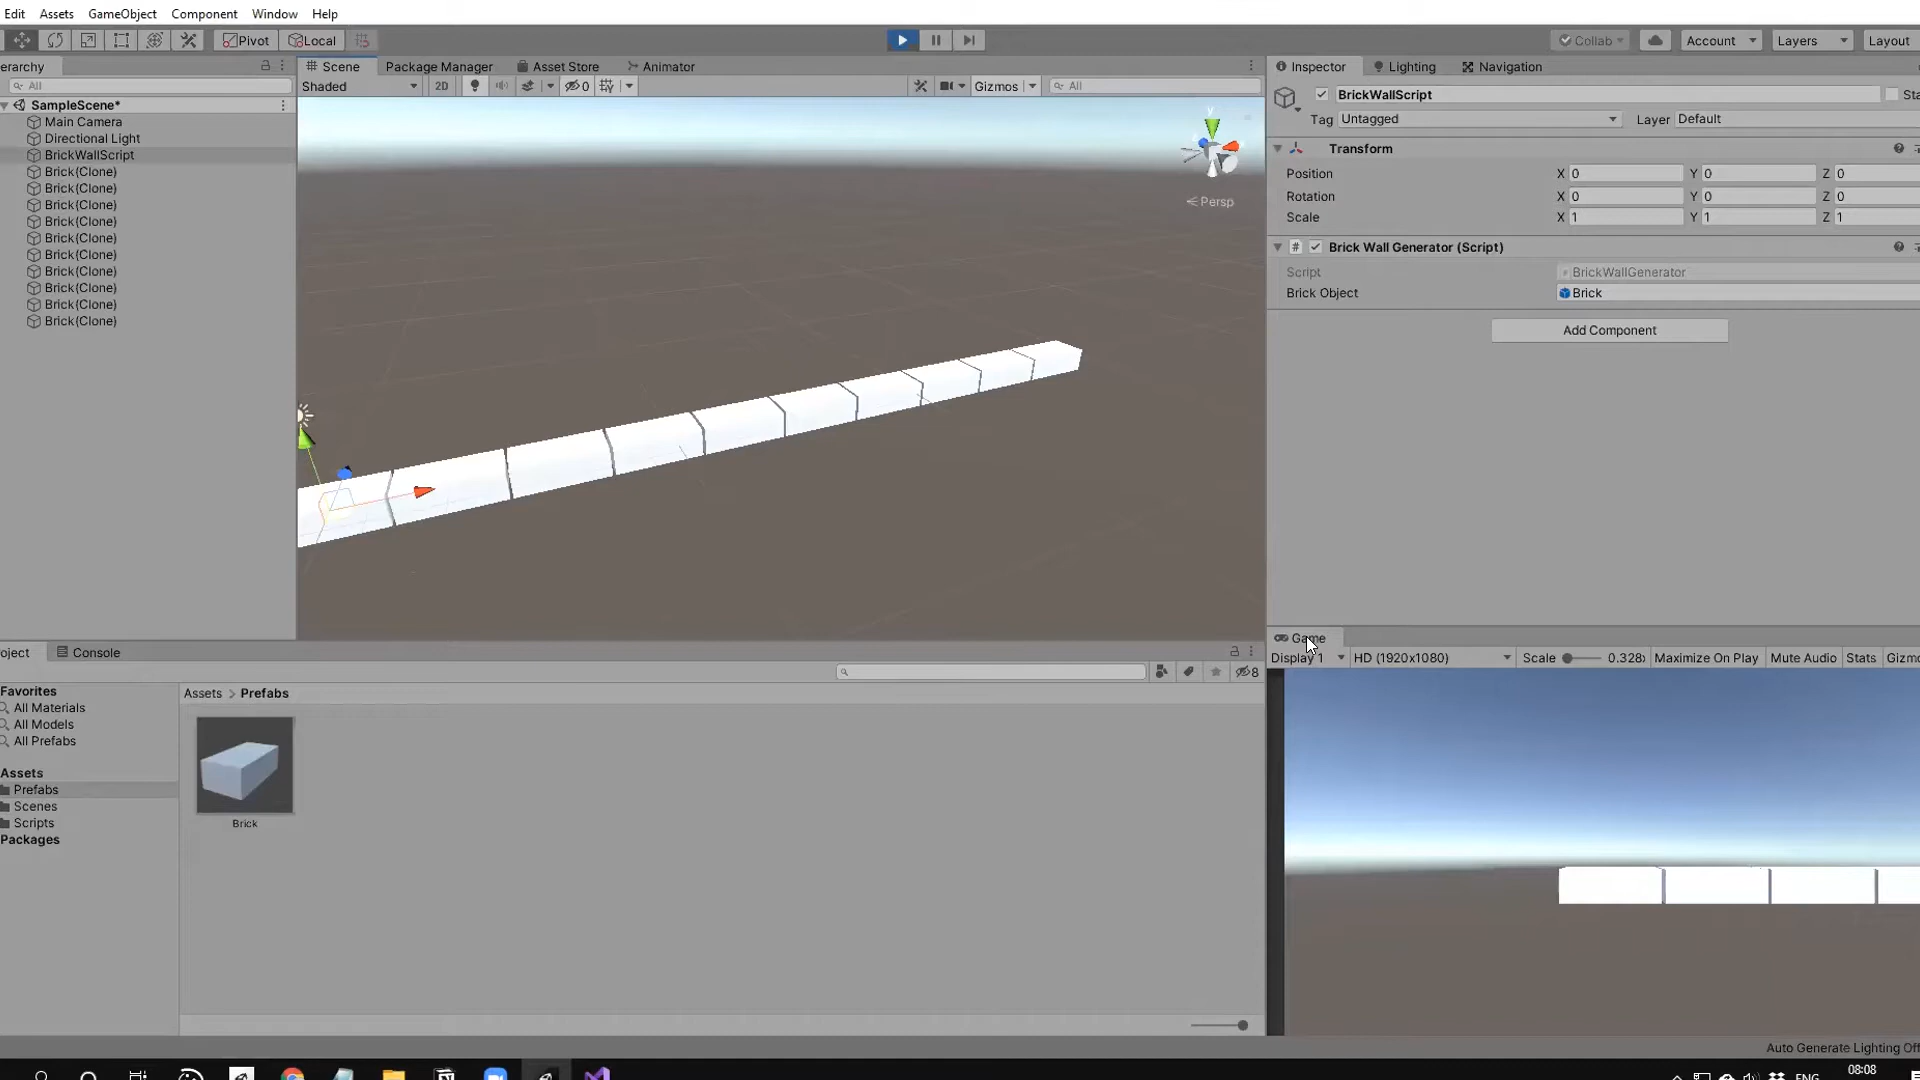 Edit Assets GameObject Component Window Help
Pivot Local Collab Account Layers Layout
erarchy Scene Package Manager Asset Store Animator Inspector Lighting Navigation
All Shaded 2D 0 Gizmos All
BrickWallScript Sta
Tag Untagged Layer Default
SampleScene*
Main Camera
Directional Light
BrickWallScript
Brick(Clone)
Brick(Clone)
Brick(Clone)
Brick(Clone)
Brick(Clone)
Brick(Clone)
Brick(Clone)
Brick(Clone)
Brick(Clone)
Brick(Clone)
y
Persp
Transform
Position X 0 Y 0 Z 0
Rotation X 0 Y 0 Z 0
Scale X 1 Y 1 Z 1
# Brick Wall Generator (Script)
Script BrickWallGenerator
Brick Object Brick
Add Component
Game
Display 1 HD (1920x1080) Scale 0.328 Maximize On Play Mute Audio Stats Gizmo
oject Console
8
Favorites
All Materials
All Models
All Prefabs
Assets
Prefabs
Scenes
Scripts
Packages
Assets > Prefabs
Brick
Auto Generate Lighting Off
ENG 08:08